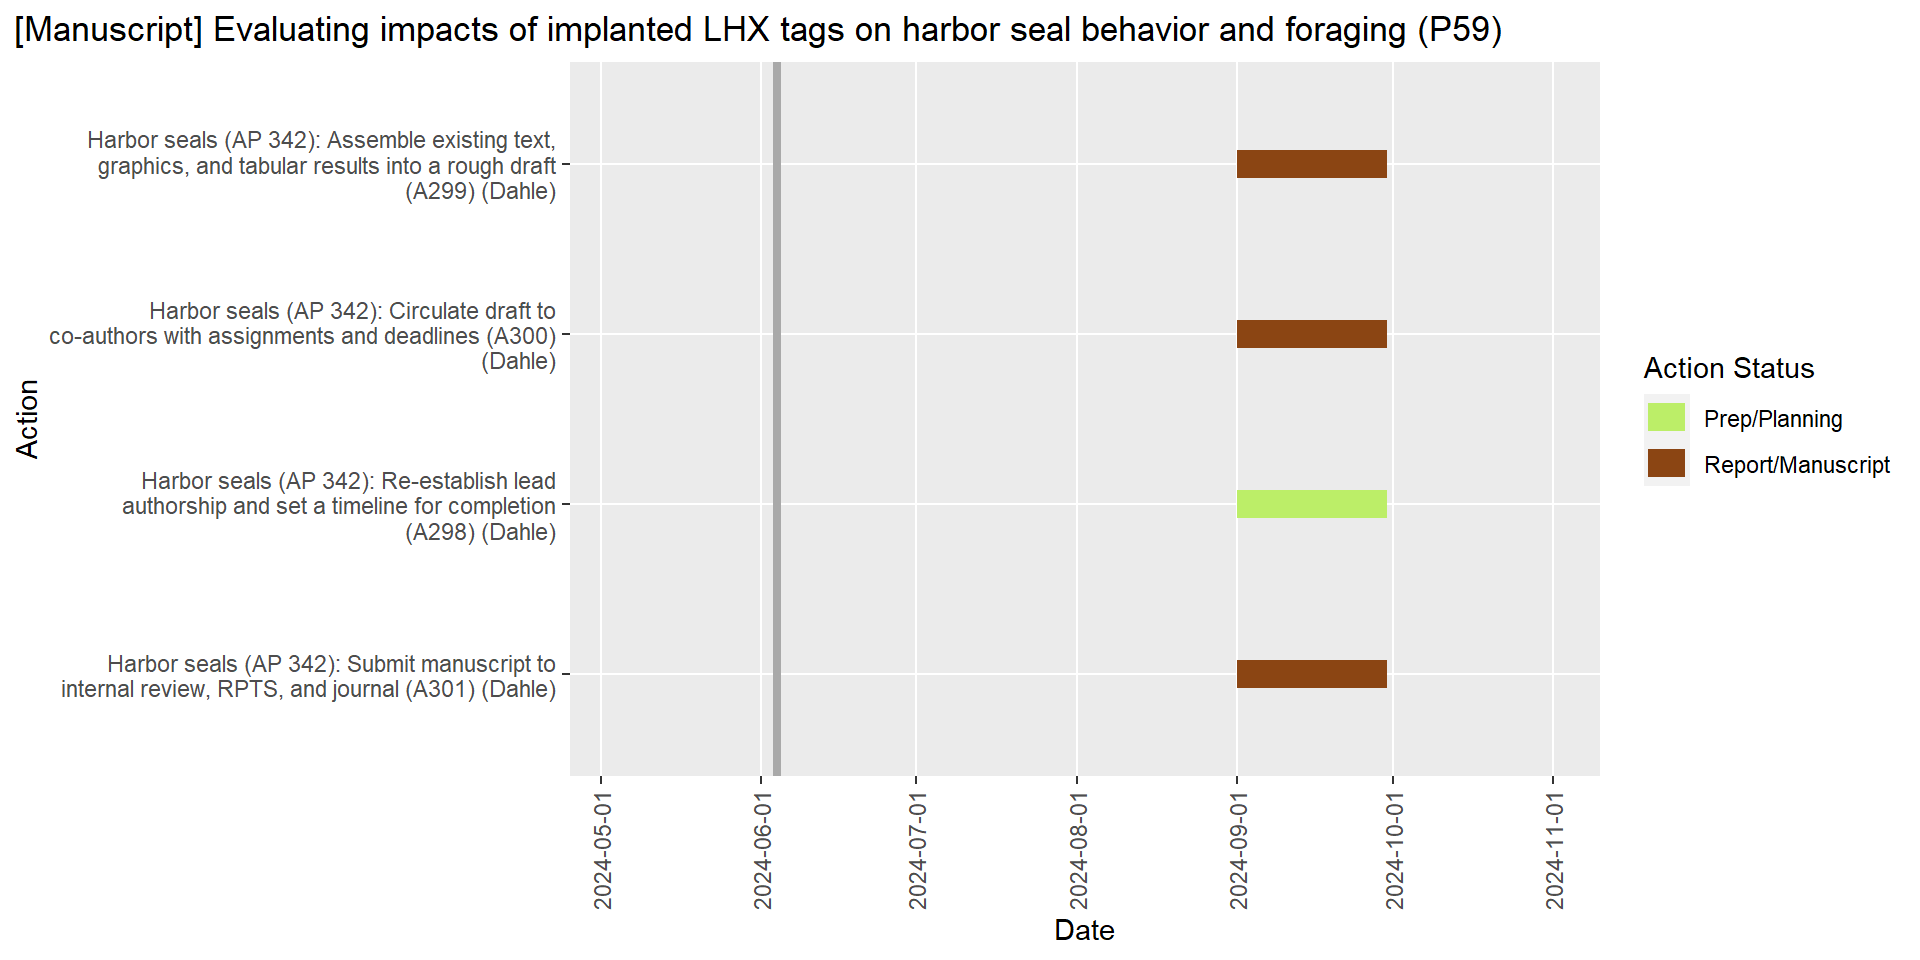 [Manuscript] Evaluating impacts of implanted LHX tags on harbor seal behavior and foraging (P59)
Action
Harbor seals (AP 342): Assemble existing text,
graphics, and tabular results into a rough draft
(A299) (Dahle)
Harbor seals (AP 342): Circulate draft to
co-authors with assignments and deadlines (A300)
(Dahle)
Harbor seals (AP 342): Re-establish lead
authorship and set a timeline for completion
(A298) (Dahle)
Harbor seals (AP 342): Submit manuscript to
internal review, RPTS, and journal (A301) (Dahle)
2024-05-01
2024-06-01
2024-07-01
2024-08-01
2024-09-01
2024-10-01
2024-11-01
Date
Action Status
Prep/Planning
Report/Manuscript